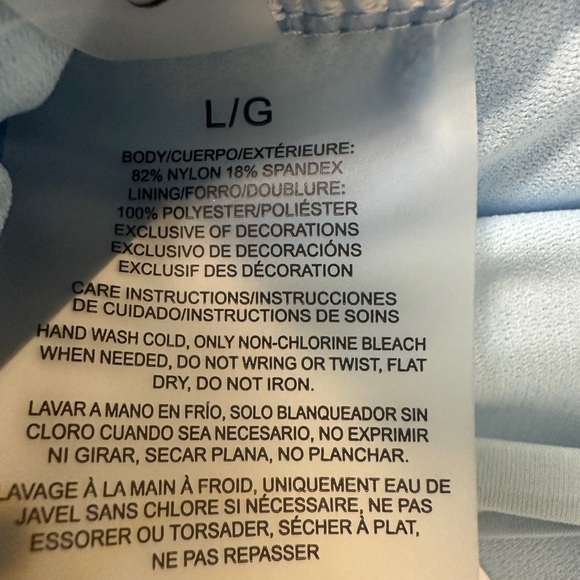 L/G
BODY/CUERPO/EXTÉRIEURE:
82% NYLON 18% SPANDEX
LINING/FORRO/DOUBLURE:
100% POLYESTER/POLIÉSTER
EXCLUSIVE OF DECORATIONS
EXCLUSIVO DE DECORACIÓNS
EXCLUSIF DES DÉCORATION
CARE INSTRUCTIONS/INSTRUCCIONES
DE CUIDADO/INSTRUCTIONS DE SOINS
HAND WASH COLD, ONLY NON-CHLORINE BLEACH
WHEN NEEDED, DO NOT WRING OR TWIST, FLAT
DRY, DO NOT IRON.
LAVAR A MANO EN FRÍO, SOLO BLANQUEADOR SIN
CLORO CUANDO SEA NECESARIO, NO EXPRIMIR
NI GIRAR, SECAR PLANA, NO PLANCHAR.
LAVAGE À LA MAIN À FROID, UNIQUEMENT EAU DE
JAVEL SANS CHLORE SI NÉCESSAIRE, NE PAS
ESSORER OU TORSADER, SÉCHER À PLAT,
NE PAS REPASSER